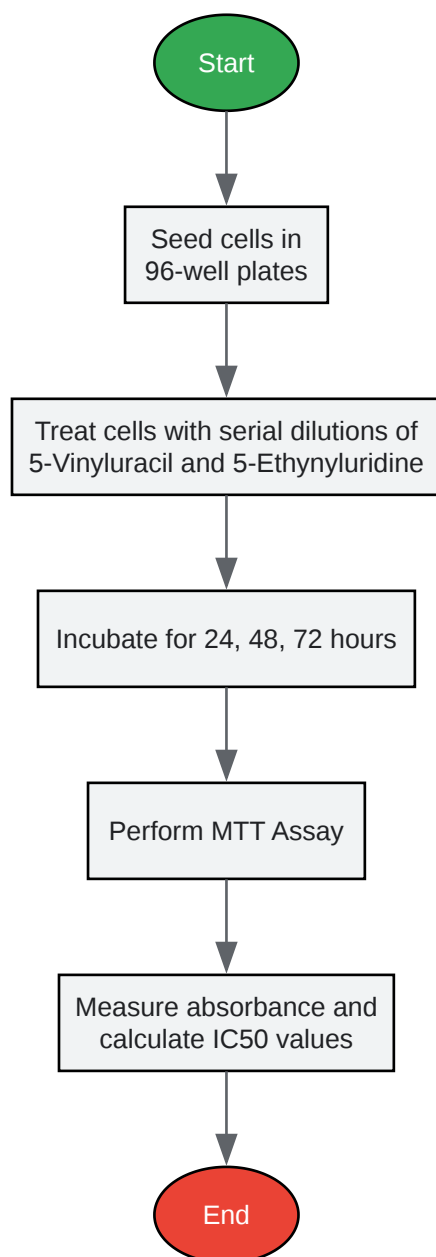 Start
Seed cells in
96-well plates
Treat cells with serial dilutions of
5-Vinyluracil and 5-Ethynyluridine
Incubate for 24, 48, 72 hours
Perform MTT Assay
Measure absorbance and
calculate IC50 values
End